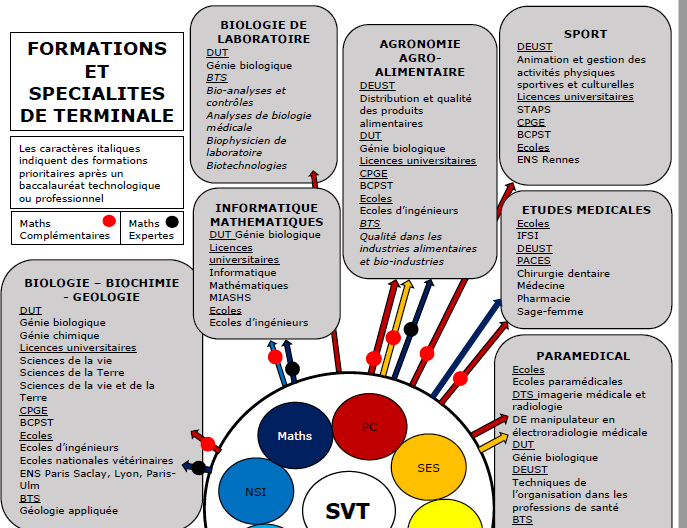 FORMATIONS
ET
SPECIALITES
DE TERMINALE
Les caractères italiques
indiquent des formations
prioritaires après un
baccalauréat technologique
ou professionnel
Maths
Complémentaires
Maths
Expertes
BIOLOGIE DE
LABORATOIRE
DUT
Génie biologique
BTS
Bio-analyses et
contrôles
Analyses de biologie
médicale
Biophysicien de
laboratoire
Biotechnologies
AGRONOMIE
AGRO-
ALIMENTAIRE
DEUST
Distribution et qualité
des produits
alimentaires
DUT
Génie biologique
Licences universitaires
CPGE
BCPST
Ecoles
Ecoles d'ingénieurs
BTS
Qualité dans les
industries alimentaires
et bio-industries
SPORT
DEUST
Animation et gestion des
activités physiques
sportives et culturelles
Licences universitaires
STAPS
CPGE
BCPST
Ecoles
ENS Rennes
INFORMATIQUE
MATHEMATIQUES
DUT Génie biologique
Licences
universitaires
Informatique
Mathématiques
MIASHS
Ecoles
Ecoles d'ingénieurs
ETUDES MEDICALES
Ecoles
IFSI
DEUST
PACES
Chirurgie dentaire
Médecine
Pharmacie
Sage-femme
BIOLOGIE – BIOCHIMIE
- GEOLOGIE
DUT
Génie biologique
Génie chimique
Licences universitaires
Sciences de la vie
Sciences de la Terre
Sciences de la vie et de la
Terre
CPGE
BCPST
Ecoles
Ecoles d'ingénieurs
Ecoles nationales vétérinaires
ENS Paris Saclay, Lyon, Paris-
Ulm
BTS
Géologie appliquée
PARAMEDICAL
Ecoles
Ecoles paramédicales
DTS imagerie médicale et
radiologie
DE manipulateur en
électroradiologie médicale
DUT
Génie biologique
DEUST
Techniques de
l'organisation dans les
professions de santé
BTS
Maths
PC
SES
NSI
SVT